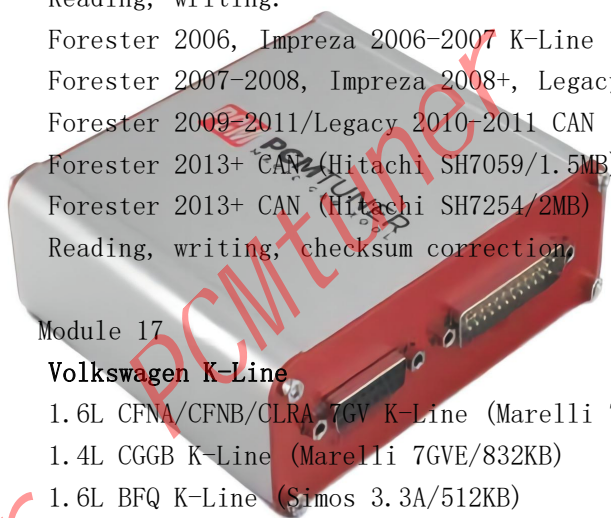 Reading, writing.
Forester 2006, Impreza 2006-2007 K-Line
Forester 2007-2008, Impreza 2008+, Legacy
Forester 2009-2011/Legacy 2010-2011 CAN
Forester 2013+ CAN (Hitachi SH7059/1.5MB)
Forester 2013+ CAN (Hitachi SH7254/2MB)
Reading, writing, checksum correction.
PCMTUNER
PCMtuner
Module 17
Volkswagen K-Line
1.6L CFNA/CFNB/CLRA 7GV K-Line (Marelli
1.4L CGGB K-Line (Marelli 7GVE/832KB)
1.6L BFQ K-Line (Simos 3.3A/512KB)